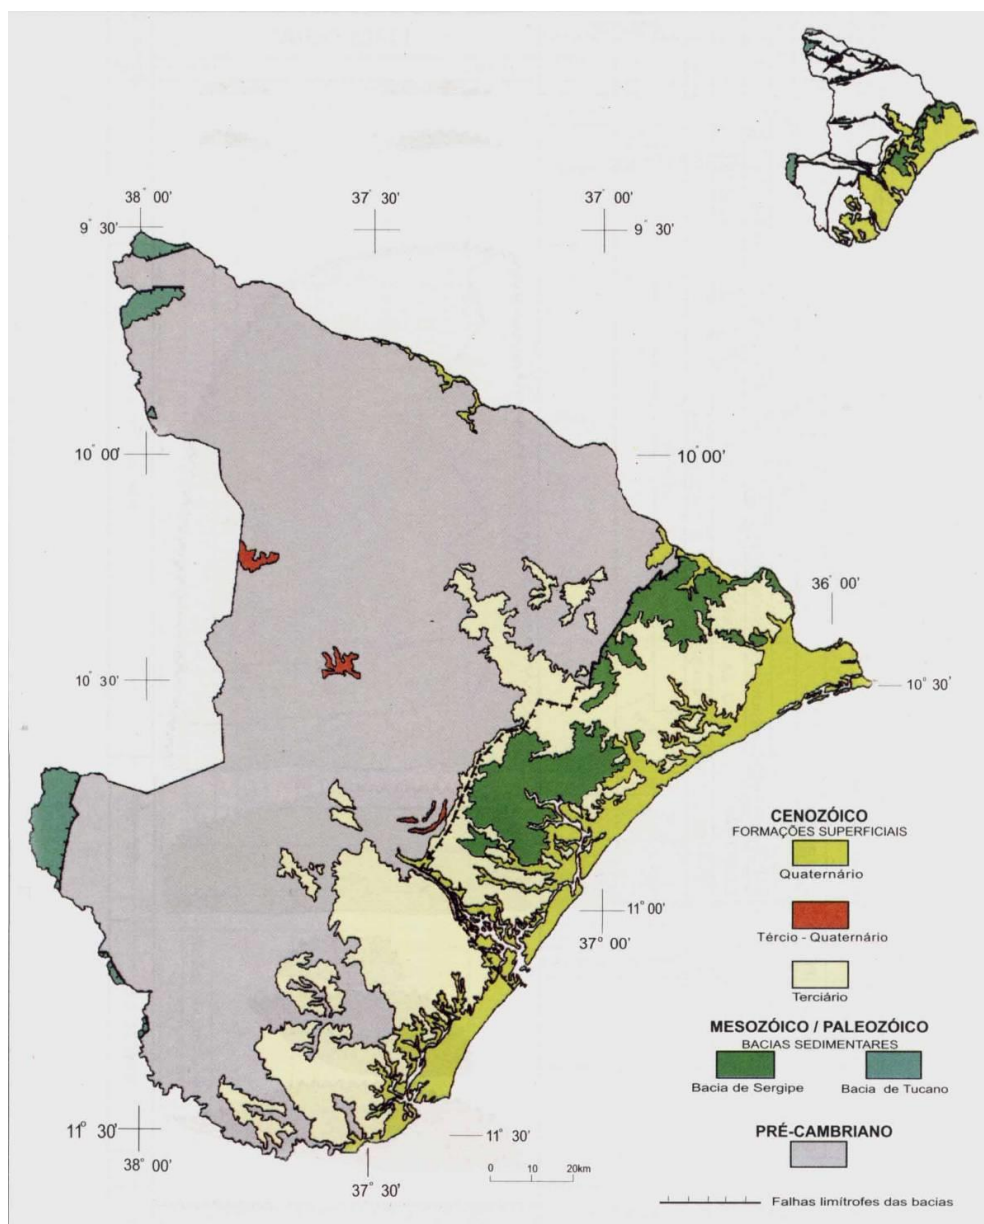 38° 00'
37° 30'
37° 00'
9° 30'
9° 30'
10° 00'
10° 00'
36° 00'
10° 30'
10° 30'
CENOZÓICO
FORMAÇÕES SUPERFICIAIS
Quaternário
11° 00'
37° 00'
Tércio - Quaternário
Terciário
MESOZÓICO / PALEOZÓICO
BACIAS SEDIMENTARES
Bacia de Sergipe
Bacia de Tucano
11° 30'
11° 30'
PRÉ-CAMBRIANO
38° 00'
0 10 20km
37° 30'
Falhas limítrofes das bacias